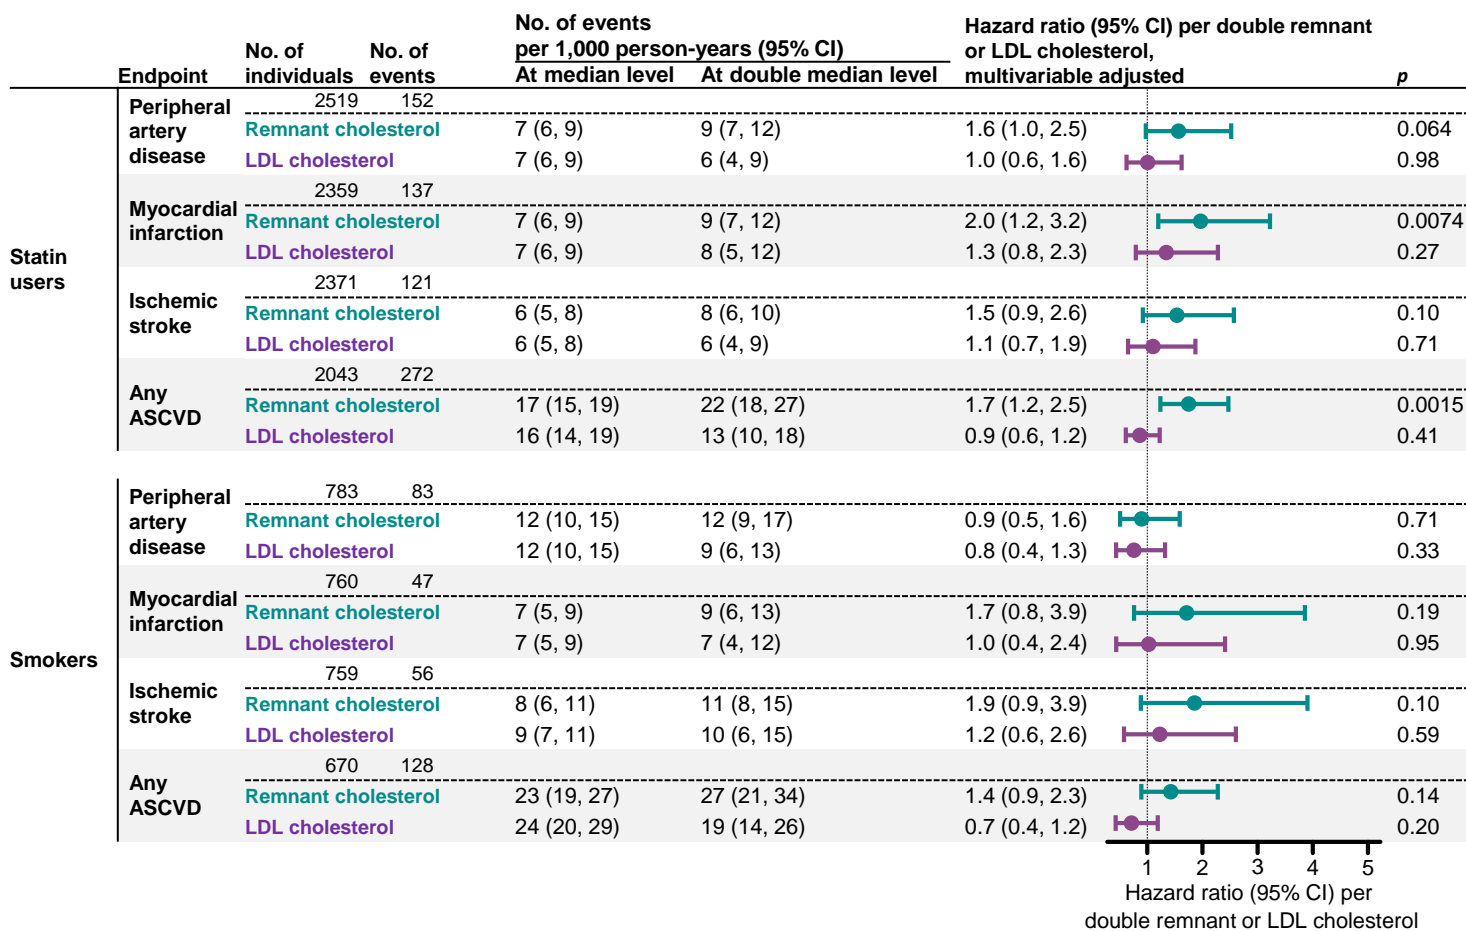 No. of events
per 1,000 person-years (95% CI)
Hazard ratio (95% CI) per double remnant
or LDL cholesterol,
multivariable adjusted
Endpoint
No. of
individuals
No. of
events
At median level
At double median level
p
Statin
users
Peripheral
artery
disease
2519 152
Remnant cholesterol 7 (6, 9) 9 (7, 12) 1.6 (1.0, 2.5) 0.064
LDL cholesterol 7 (6, 9) 6 (4, 9) 1.0 (0.6, 1.6) 0.98
Myocardial
infarction
2359 137
Remnant cholesterol 7 (6, 9) 9 (7, 12) 2.0 (1.2, 3.2) 0.0074
LDL cholesterol 7 (6, 9) 8 (5, 12) 1.3 (0.8, 2.3) 0.27
Ischemic
stroke
2371 121
Remnant cholesterol 6 (5, 8) 8 (6, 10) 1.5 (0.9, 2.6) 0.10
LDL cholesterol 6 (5, 8) 6 (4, 9) 1.1 (0.7, 1.9) 0.71
Any
ASCVD
2043 272
Remnant cholesterol 17 (15, 19) 22 (18, 27) 1.7 (1.2, 2.5) 0.0015
LDL cholesterol 16 (14, 19) 13 (10, 18) 0.9 (0.6, 1.2) 0.41
Smokers
Peripheral
artery
disease
783 83
Remnant cholesterol 12 (10, 15) 12 (9, 17) 0.9 (0.5, 1.6) 0.71
LDL cholesterol 12 (10, 15) 9 (6, 13) 0.8 (0.4, 1.3) 0.33
Myocardial
infarction
760 47
Remnant cholesterol 7 (5, 9) 9 (6, 13) 1.7 (0.8, 3.9) 0.19
LDL cholesterol 7 (5, 9) 7 (4, 12) 1.0 (0.4, 2.4) 0.95
Ischemic
stroke
759 56
Remnant cholesterol 8 (6, 11) 11 (8, 15) 1.9 (0.9, 3.9) 0.10
LDL cholesterol 9 (7, 11) 10 (6, 15) 1.2 (0.6, 2.6) 0.59
Any
ASCVD
670 128
Remnant cholesterol 23 (19, 27) 27 (21, 34) 1.4 (0.9, 2.3) 0.14
LDL cholesterol 24 (20, 29) 19 (14, 26) 0.7 (0.4, 1.2) 0.20
1 2 3 4 5
Hazard ratio (95% CI) per
double remnant or LDL cholesterol